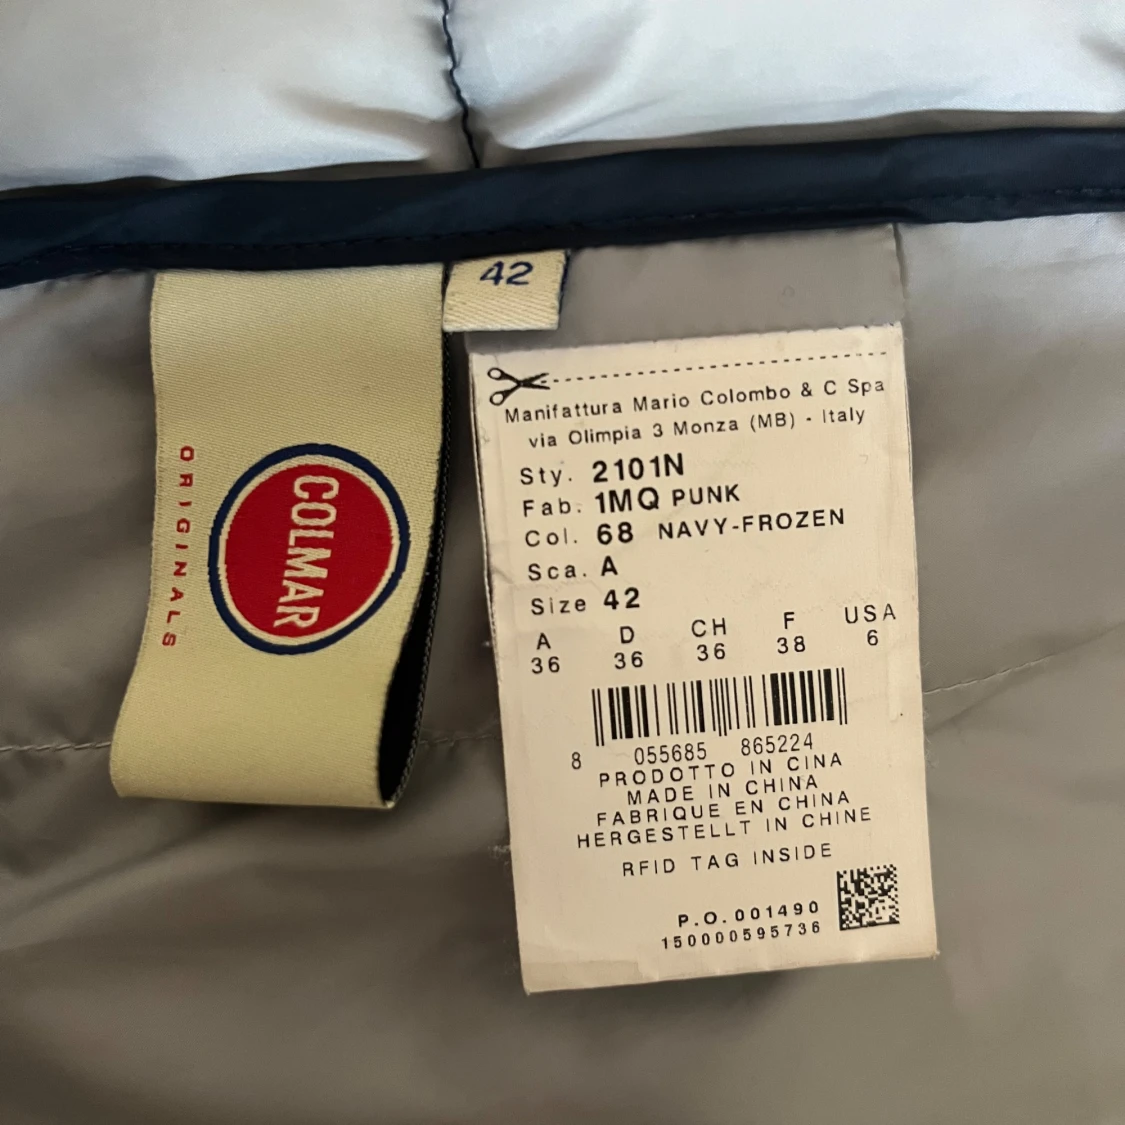 ORIGINALS
COLMAR
42
Manifattura Mario Colombo & C Spa
via Olimpia 3 Monza (MB) - Italy
Sty. 2101N
Fab. 1MQ PUNK
Col. 68 NAVY-FROZEN
Sca. A
Size 42
A D CH F USA
36 36 36 38 6
8 055685 865224
PRODOTTO IN CINA
MADE IN CHINA
FABRIQUE EN CHINA
HERGESTELLT IN CHINE
RFID TAG INSIDE
P.O. 001490
150000595736